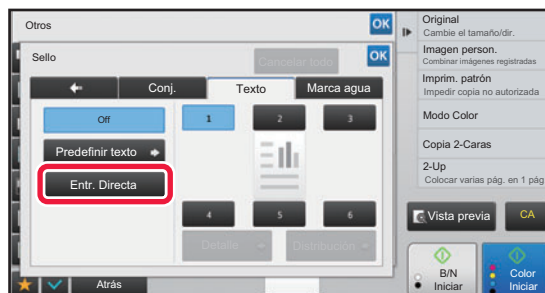 Otros
OK
Sello
Cancelar todo
OK
Conj.
Texto
Marca agua
Off
Predefinir texto
Entr. Directa
1
2
3
4
5
6
Detalle
Distribución
Atrás
Original
Cambie el tamaño/dir.
Imagen person.
Combinar imágenes registradas
Imprim. patrón
Impedir copia no autorizada
Modo Color
Copia 2-Caras
2-Up
Colocar varias pág. en 1 pág
Vista previa
CA
B/N
Iniciar
Color
Iniciar